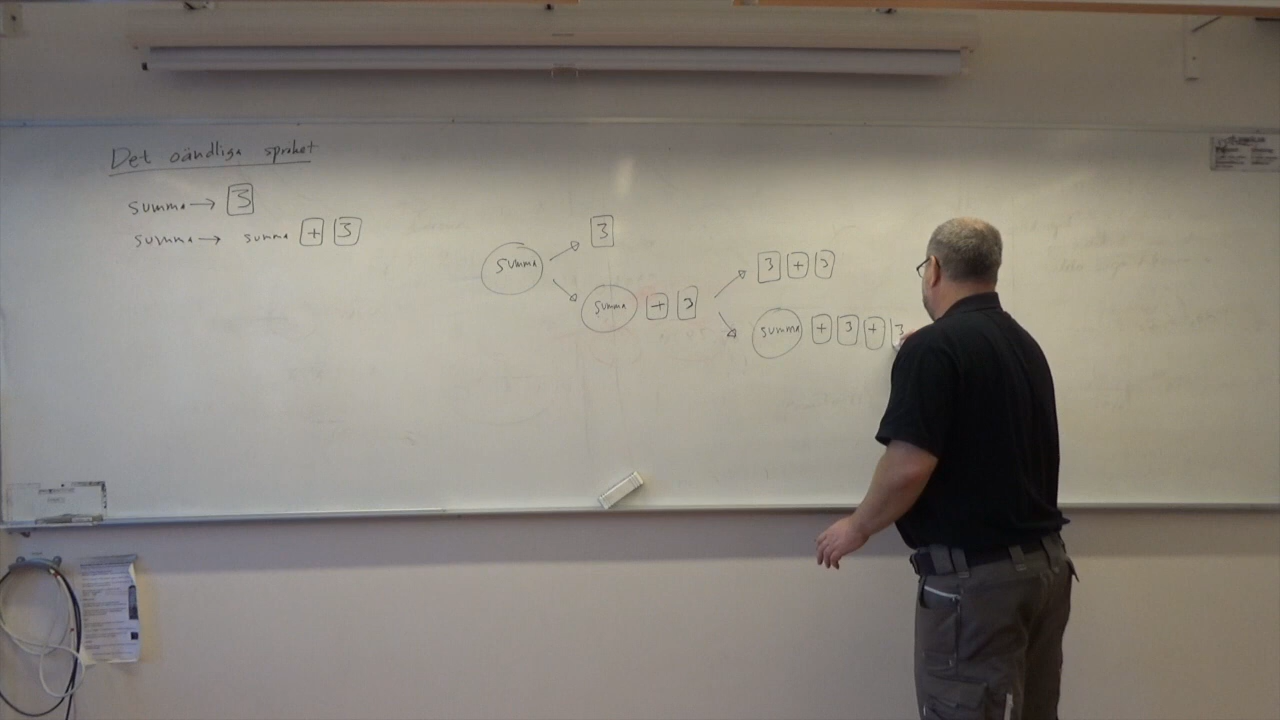 Det oändliga språket
summa → 3
summa → summa + 3
summa
3
summa + 3
3 + 3
summa + 3 + 3